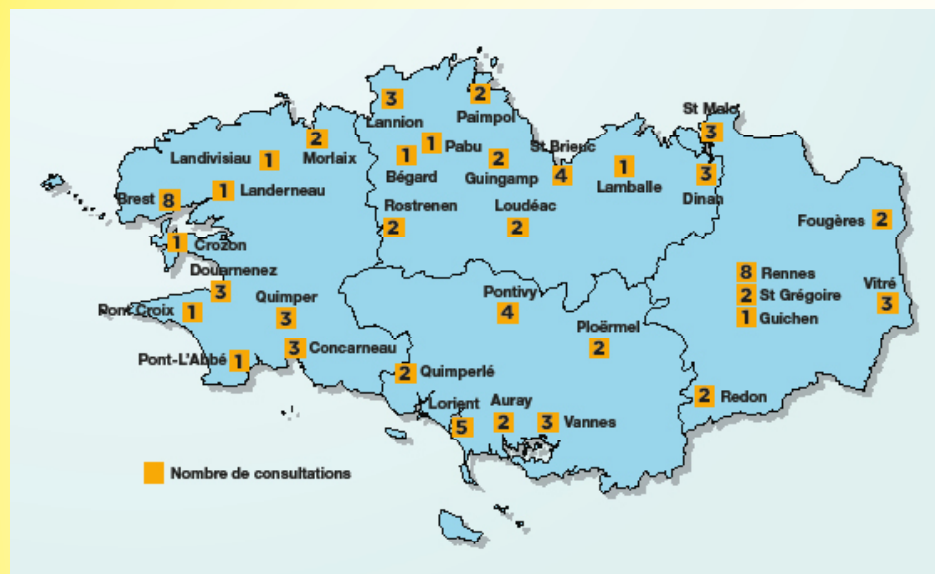 3
Lannion
2
Paimpol
St Malo
3
2
Morlaix
Landivisiau
1
1
Pabu
1
Bégard
2
Guingamp
St Brieuc
4
1
Lamballe
3
Dinan
Brest
8
1
Landerneau
Rostrenen
2
Loudéac
2
Fougères
2
1
Crozon
Douarnenez
3
Pont Croix
1
Quimper
3
Pontivy
4
Ploërmel
2
8
Rennes
2
St Grégoire
1
Guichen
Vitré
3
Pont-L'Abbé
1
3
Concarneau
2
Quimperlé
Lorient
5
Auray
2
3
Vannes
2
Redon
Nombre de consultations